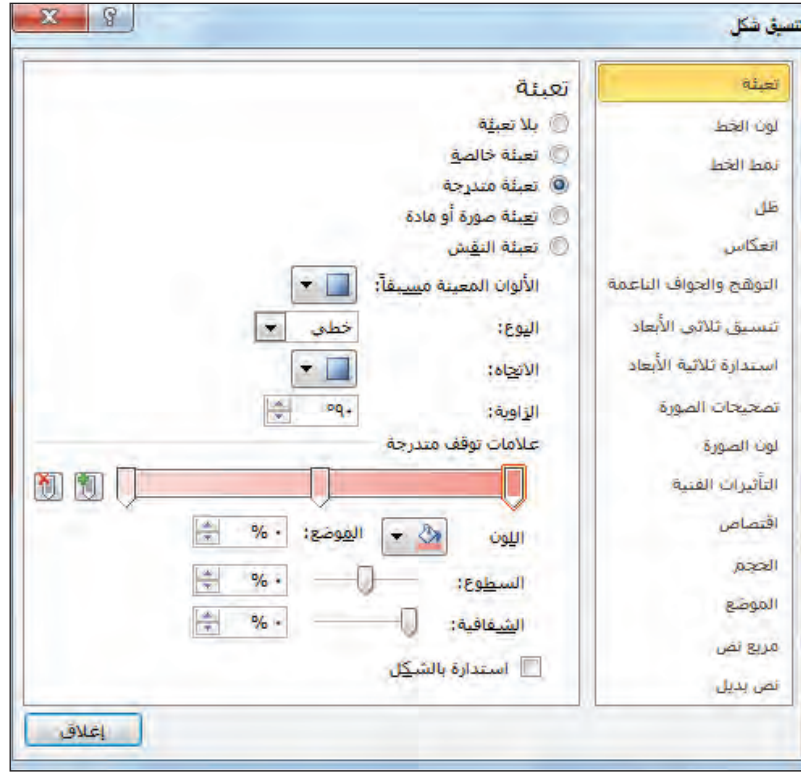 تنسيق شكل
تعبئة
لون الخط
نمط الخط
ظل
انعكاس
التوهج والحواف الناعمة
تنسيق ثلاثي الأبعاد
استدارة ثلاثية الأبعاد
تصحيحات الصورة
لون الصورة
التأثيرات الفنية
اقتصاص
الحجم
الموضع
مربع نص
نص بديل
تعبئة
بلا تعبئة
تعبئة خالصة
تعبئة متدرجة
تعبئة صورة أو مادة
تعبئة النقش
الألوان المعينة مسبقاً:
النوع: خطي
الاتجاه:
الزاوية: ٩٠°
علامات توقف متدرجة
اللون الموضع: ٠ %
السطوع: ٠ %
الشفافية: ٠ %
استدارة بالشكل
إغلاق